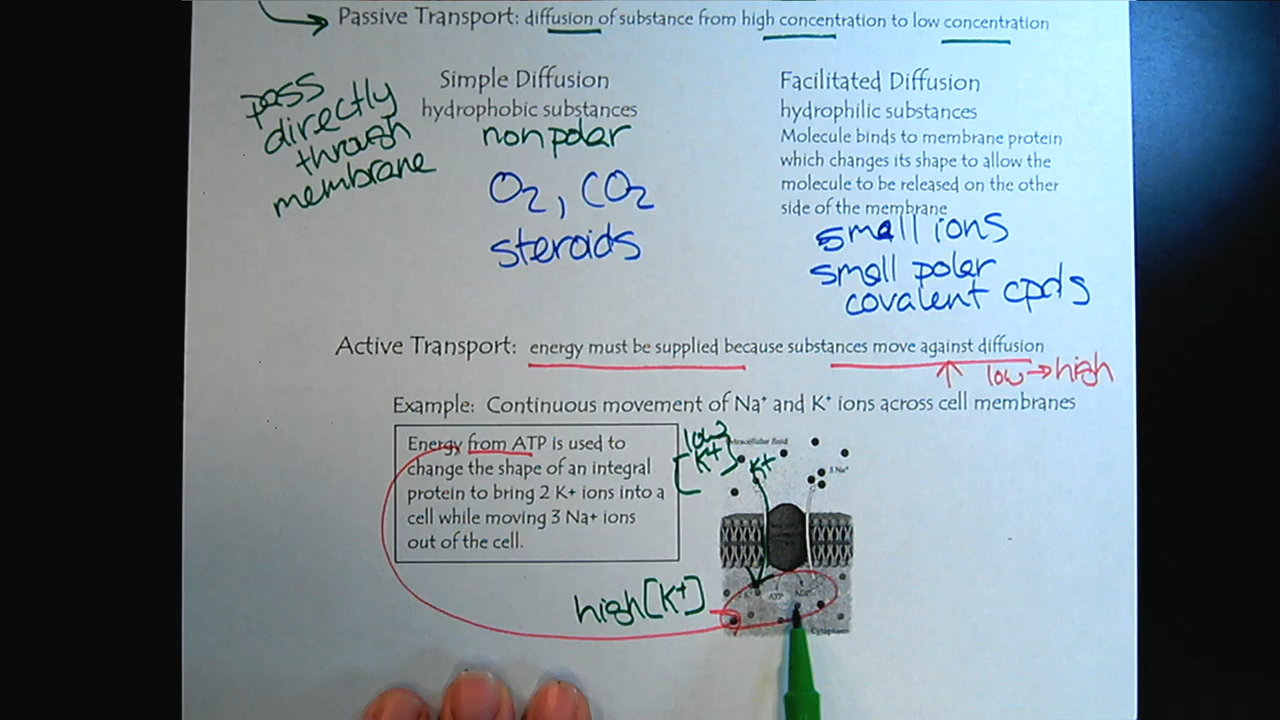 Passive Transport: diffusion of substance from high concentration to low concentration
pass
directly
through
membrane
Simple Diffusion
hydrophobic substances
nonpolar
O2, CO2
steroids
Facilitated Diffusion
hydrophilic substances
Molecule binds to membrane protein
which changes its shape to allow the
molecule to be released on the other
side of the membrane
small ions
small polar
covalent cpds
Active Transport: energy must be supplied because substances move against diffusion
low → high
Example: Continuous movement of Na⁺ and K⁺ ions across cell membranes
Energy from ATP is used to
change the shape of an integral
protein to bring 2 K+ ions into a
cell while moving 3 Na+ ions
out of the cell.
low
[K+]
fluid
K+
3 Na⁺
high [K+]
K⁺
ATP
ADP
Cytoplasm